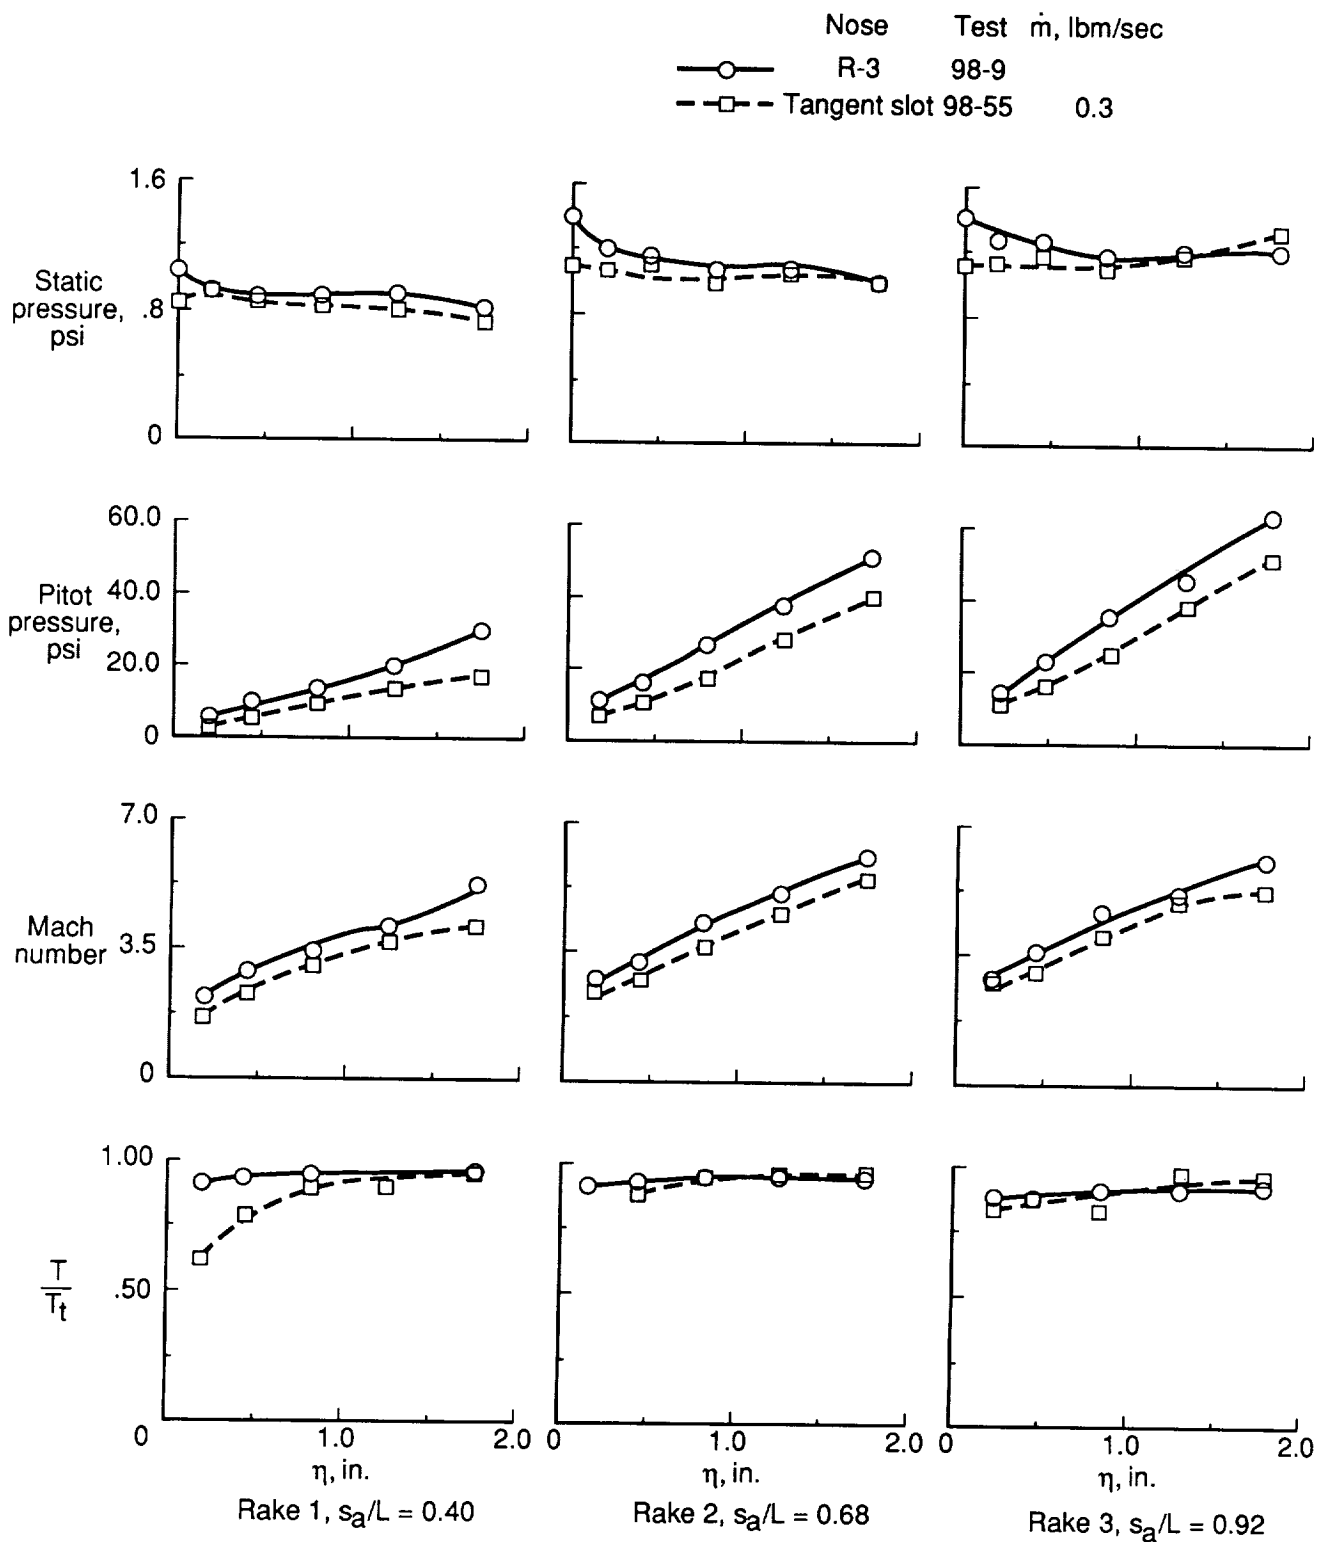 Nose Test ṁ, lbm/sec
R-3 98-9
Tangent slot 98-55 0.3
1.6
Static
pressure,
psi
.8
0
60.0
Pitot
pressure,
psi
40.0
20.0
0
7.0
Mach
number
3.5
0
1.00
T
Tt
.50
0 1.0 2.0 0 1.0 2.0 0 1.0 2.0
η, in. η, in. η, in.
Rake 1, sa/L = 0.40
Rake 2, sa/L = 0.68
Rake 3, sa/L = 0.92